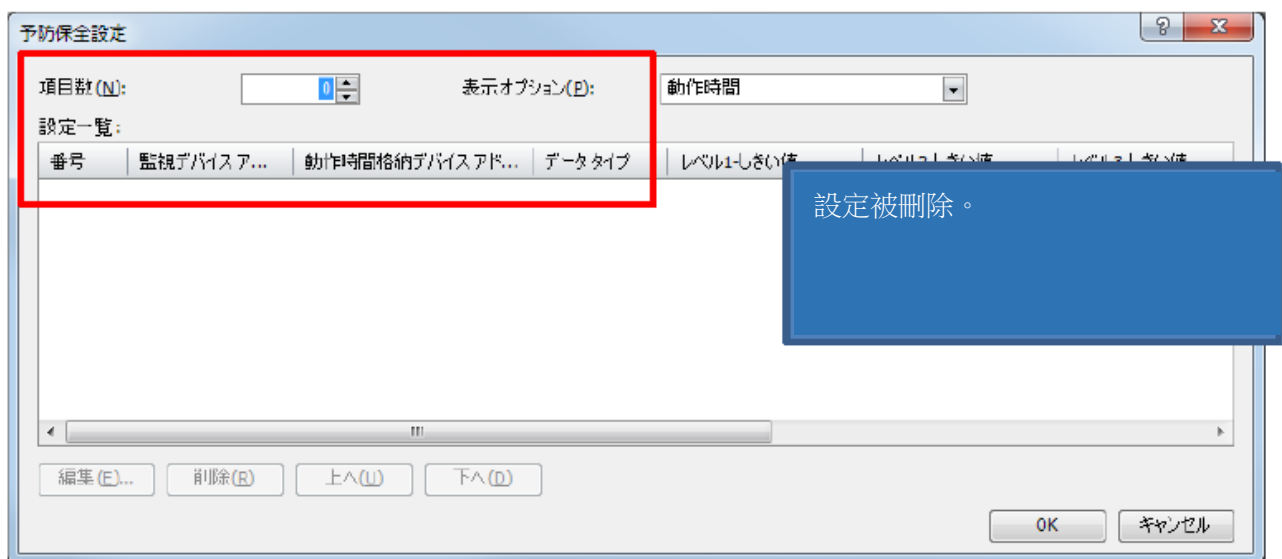 予防保全設定
項目数(N): 0 表示オプション(P): 動作時間
設定一覧:
番号 監視デバイス ア... 動作時間格納デバイス アド... データ タイプ レベル1-しきい値
設定被刪除。
編集(E)... 削除(R) 上へ(U) 下へ(D)
OK キャンセル